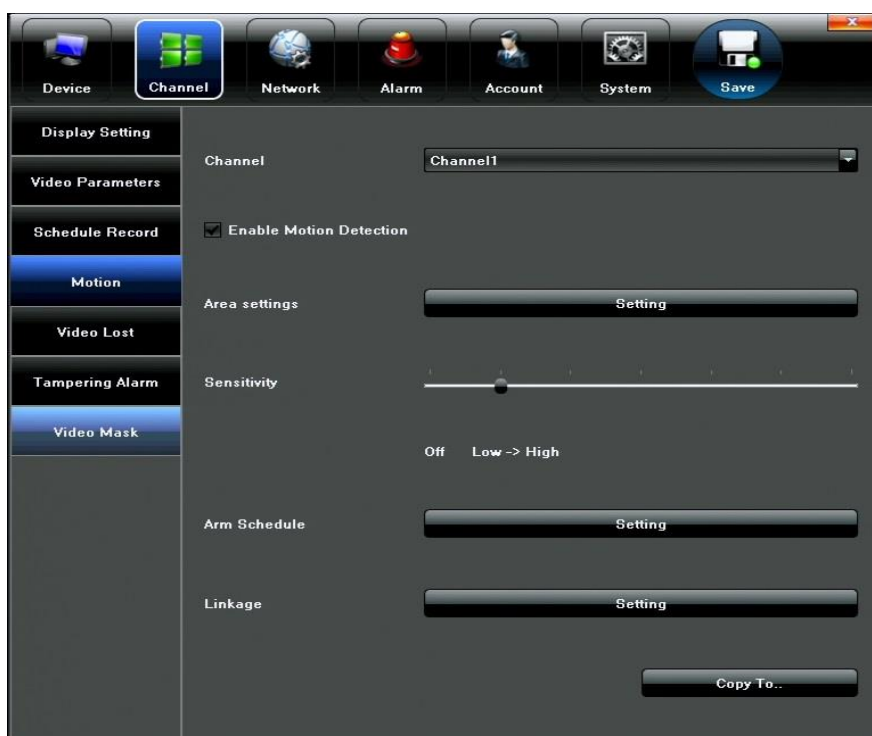 Device
Channel
Network
Alarm
Account
System
Save
Display Setting
Video Parameters
Schedule Record
Motion
Video Lost
Tampering Alarm
Video Mask
Channel
Channel1
Enable Motion Detection
Area settings
Setting
Sensitivity
Off Low -> High
Arm Schedule
Setting
Linkage
Setting
Copy To..